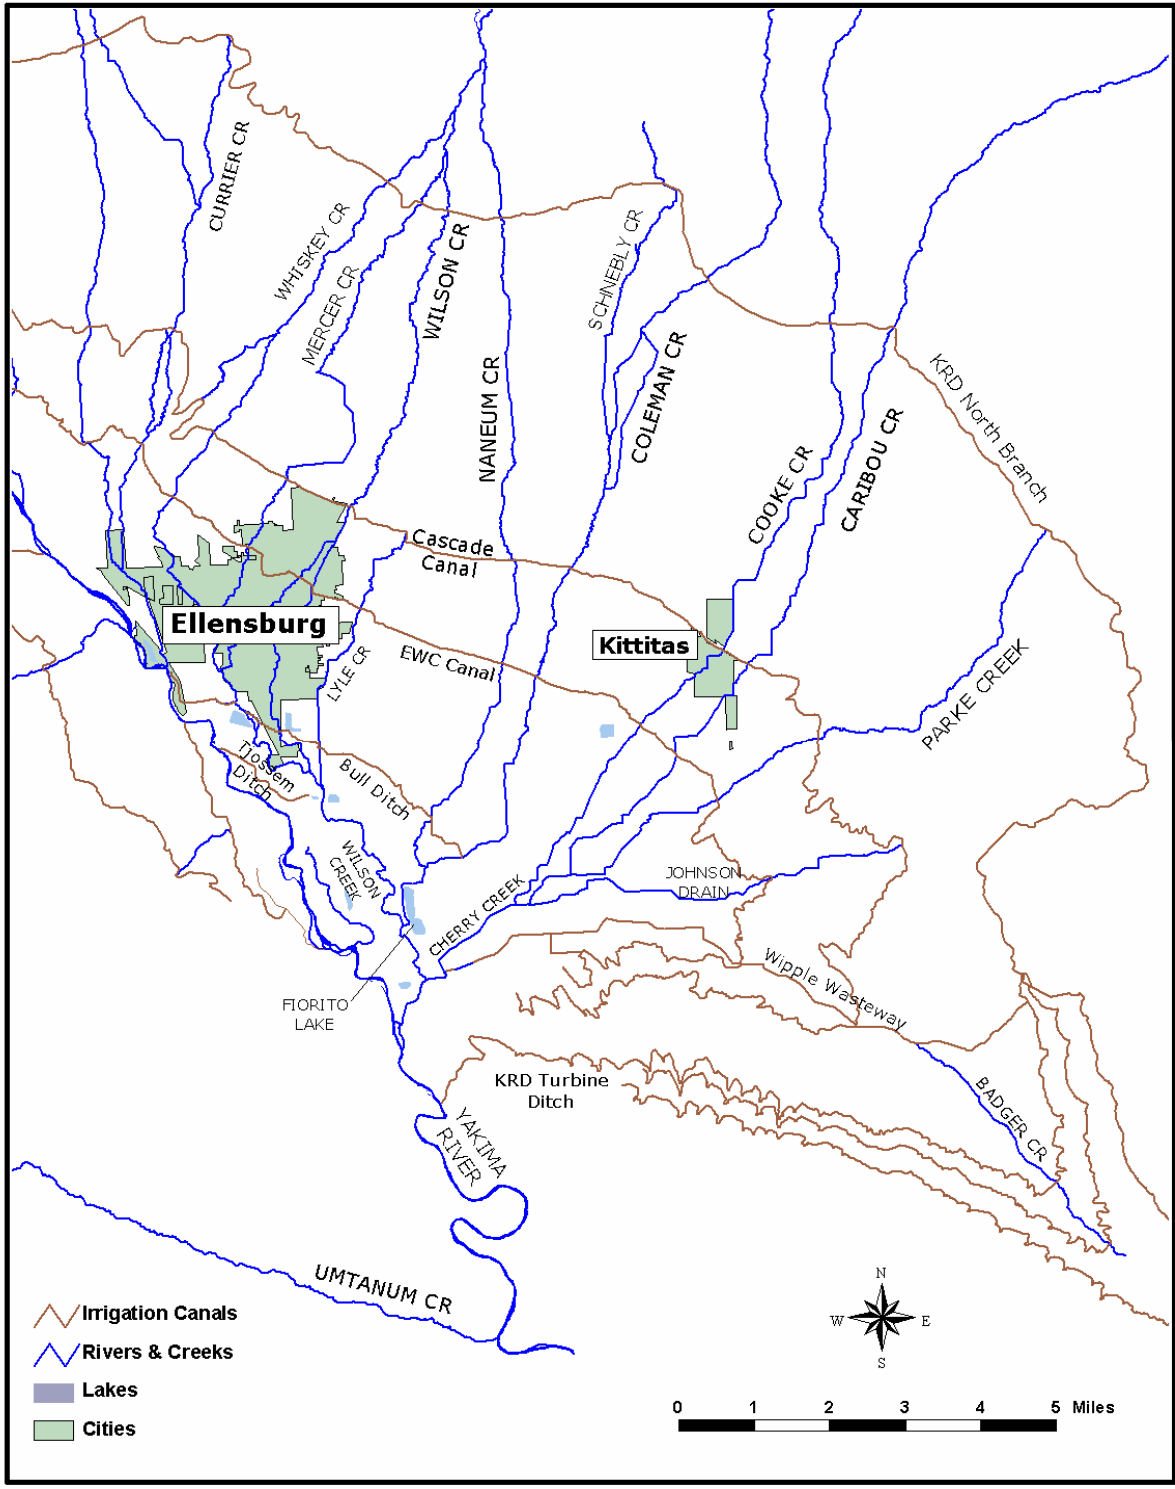 CURRIER CR
WHISKEY CR
MERCER CR
WILSON CR
NANEUM CR
SCHNEBLY CR
COLEMAN CR
COOKE CR
CARIBOU CR
KRD North Branch
Cascade
Canal
Ellensburg
Kittitas
EWC Canal
LYLE CR
PARKE CREEK
Tjossem
Ditch
Bull Ditch
WILSON
CREEK
CHERRY CREEK
JOHNSON
DRAIN
Wipple Wasteway
FIORITO
LAKE
KRD Turbine
Ditch
BADGER CR
YAKIMA
RIVER
UMTANUM CR
Irrigation Canals
Rivers & Creeks
Lakes
Cities
N
W
E
S
0 1 2 3 4 5 Miles